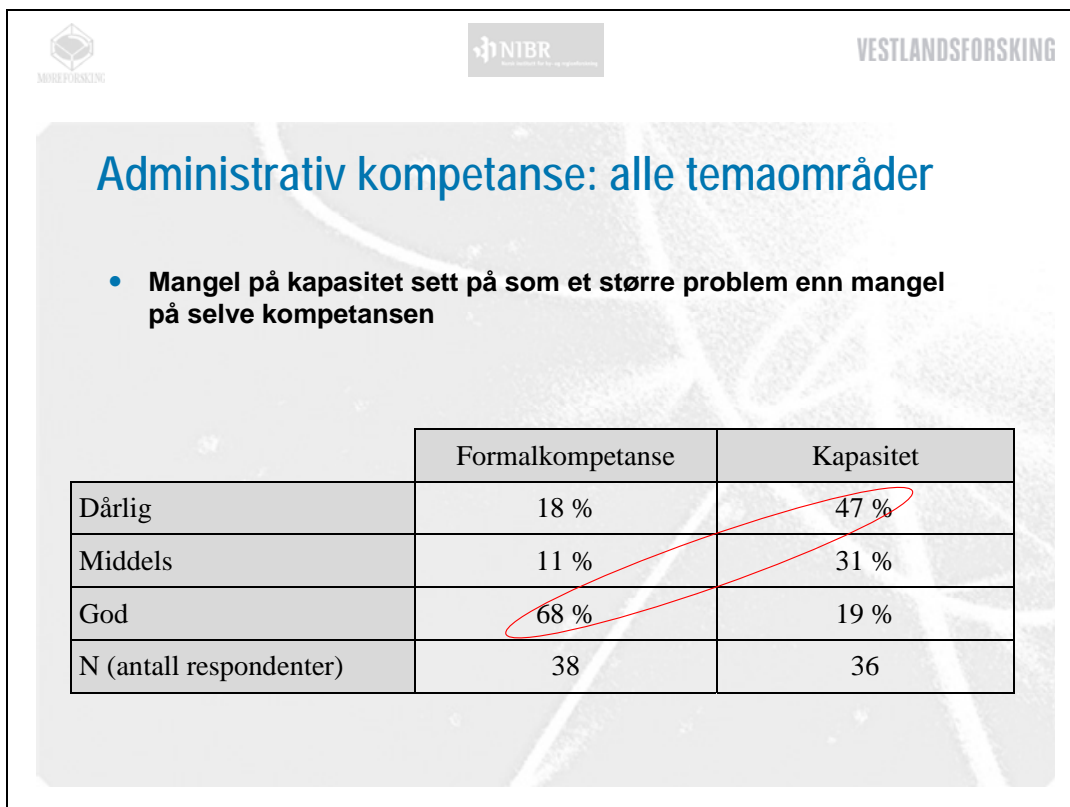 MØREFORSKING
NIBR
VESTLANDSFORSKING
Administrativ kompetanse: alle temaområder
• Mangel på kapasitet sett på som et større problem enn mangel
på selve kompetansen
Formalkompetanse Kapasitet
Dårlig 18 % 47 %
Middels 11 % 31 %
God 68 % 19 %
N (antall respondenter) 38 36